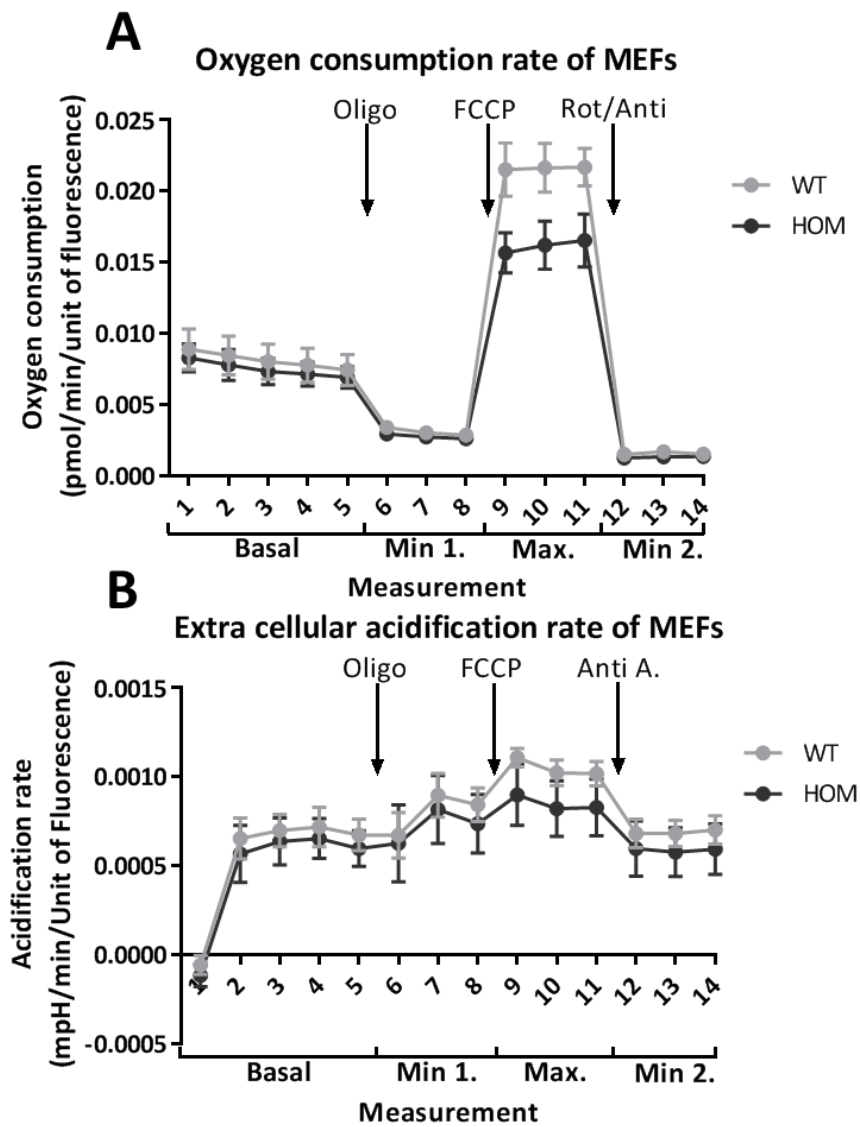 A
Oxygen consumption rate of MEFs
Oxygen consumption
(pmol/min/unit of fluorescence)
0.025
0.020
0.015
0.010
0.005
0.000
Oligo
FCCP
Rot/Anti
WT
HOM
1 2 3 4 5 6 7 8 9 10 11 12 13 14
Basal Min 1. Max. Min 2.
Measurement
B
Extra cellular acidification rate of MEFs
Acidification rate
(mpH/min/Unit of Fluorescence)
0.0015
0.0010
0.0005
0.0000
-0.0005
Oligo
FCCP
Anti A.
WT
HOM
1 2 3 4 5 6 7 8 9 10 11 12 13 14
Basal Min 1. Max. Min 2.
Measurement